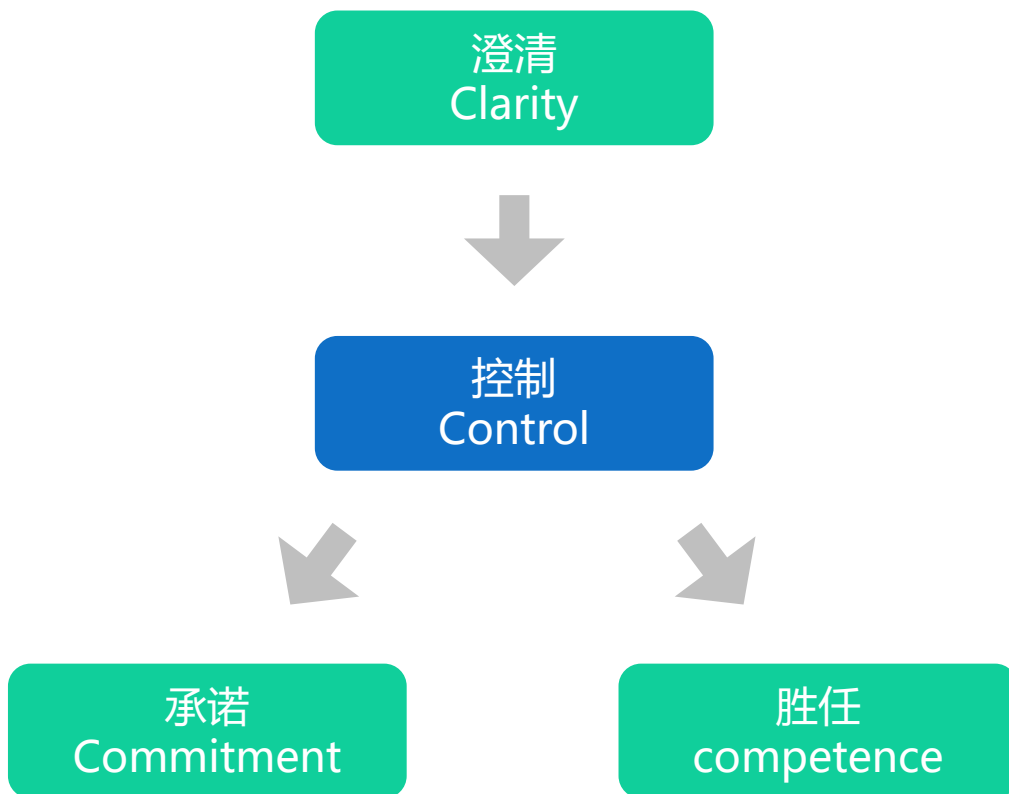 澄清
Clarity
控制
Control
承诺
Commitment
胜任
competence